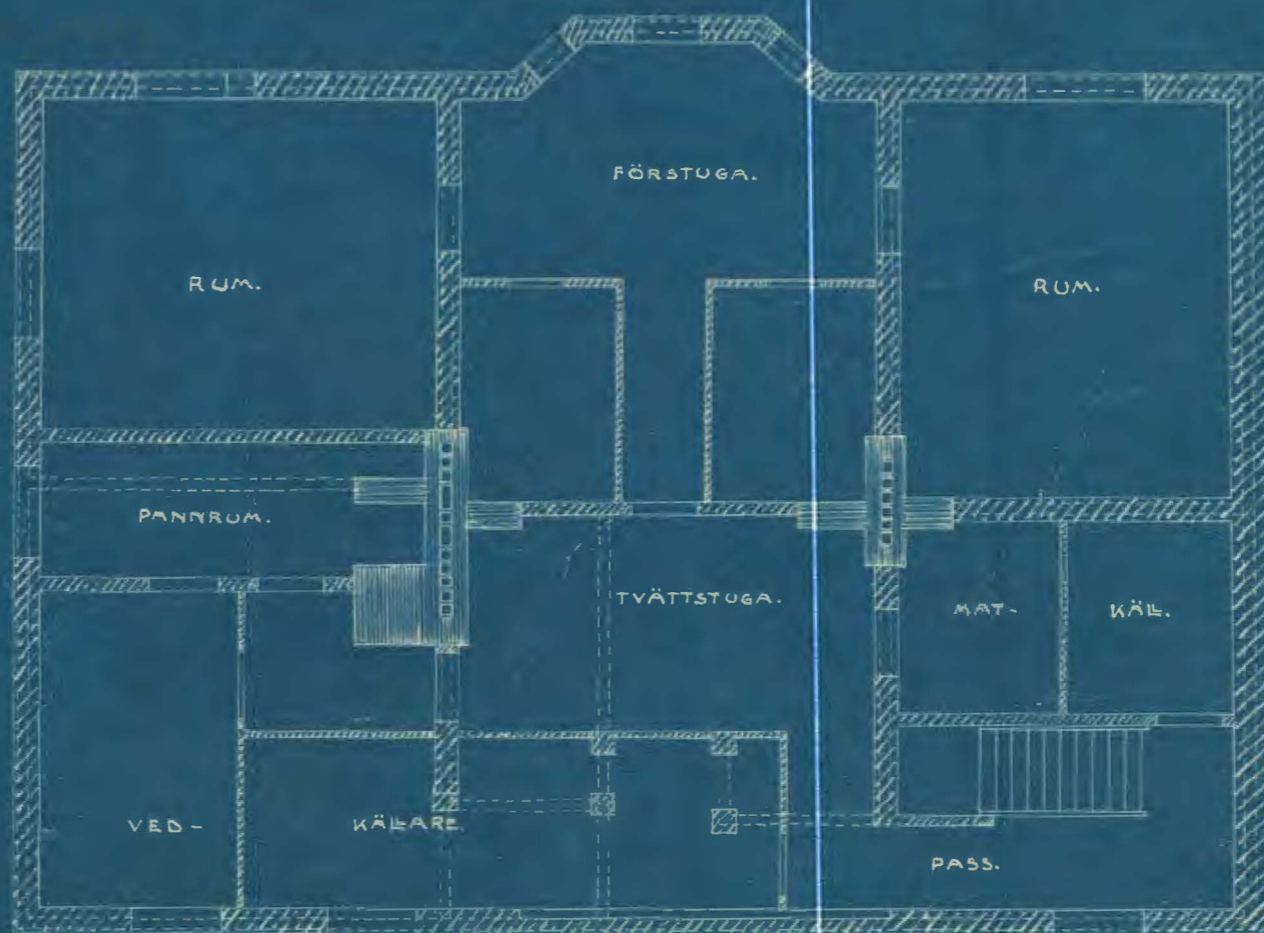 FÖRSTUGA.
RUM.
RUM.
PANNRUM.
TVÄTTSTUGA.
MAT-
KÄLL.
VED-
KÄLLARE.
PASS.